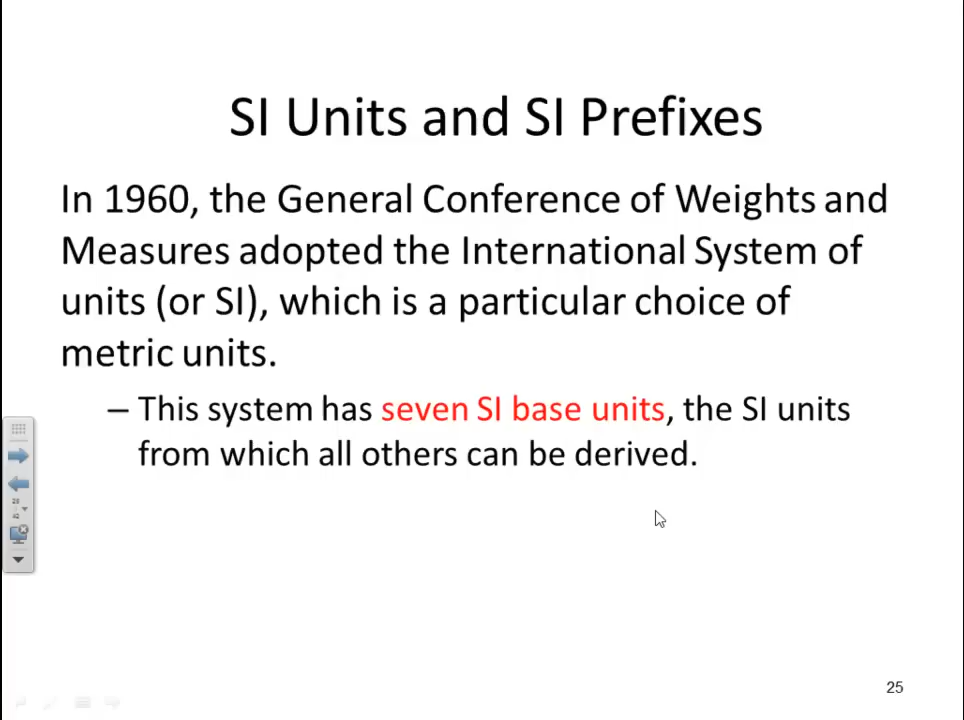 SI Units and SI Prefixes
In 1960, the General Conference of Weights and
Measures adopted the International System of
units (or SI), which is a particular choice of
metric units.
– This system has seven SI base units, the SI units
from which all others can be derived.
25